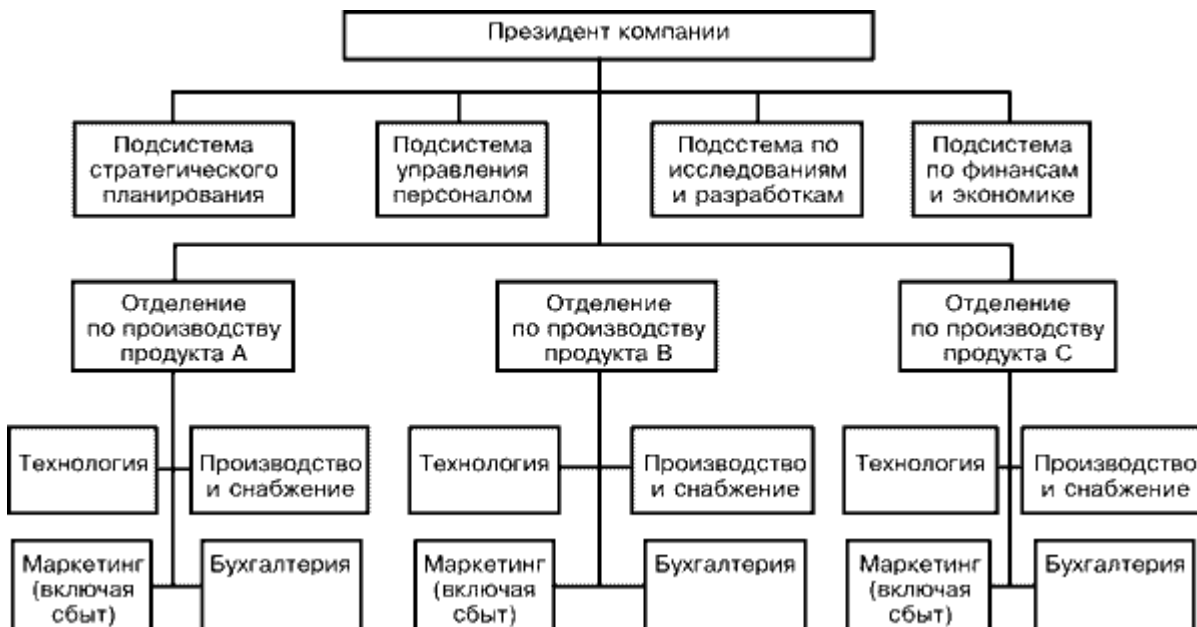 Президент компании
Подсистема
стратегического
планирования
Подсистема
управления
персоналом
Подсстема по
исследованиям
и разработкам
Подсистема
по финансам
и экономике
Отделение
по производству
продукта А
Отделение
по производству
продукта В
Отделение
по производству
продукта С
Технология
Производство
и снабжение
Технология
Производство
и снабжение
Технология
Производство
и снабжение
Маркетинг
(включая
сбыт)
Бухгалтерия
Маркетинг
(включая
сбыт)
Бухгалтерия
Маркетинг
(включая
сбыт)
Бухгалтерия